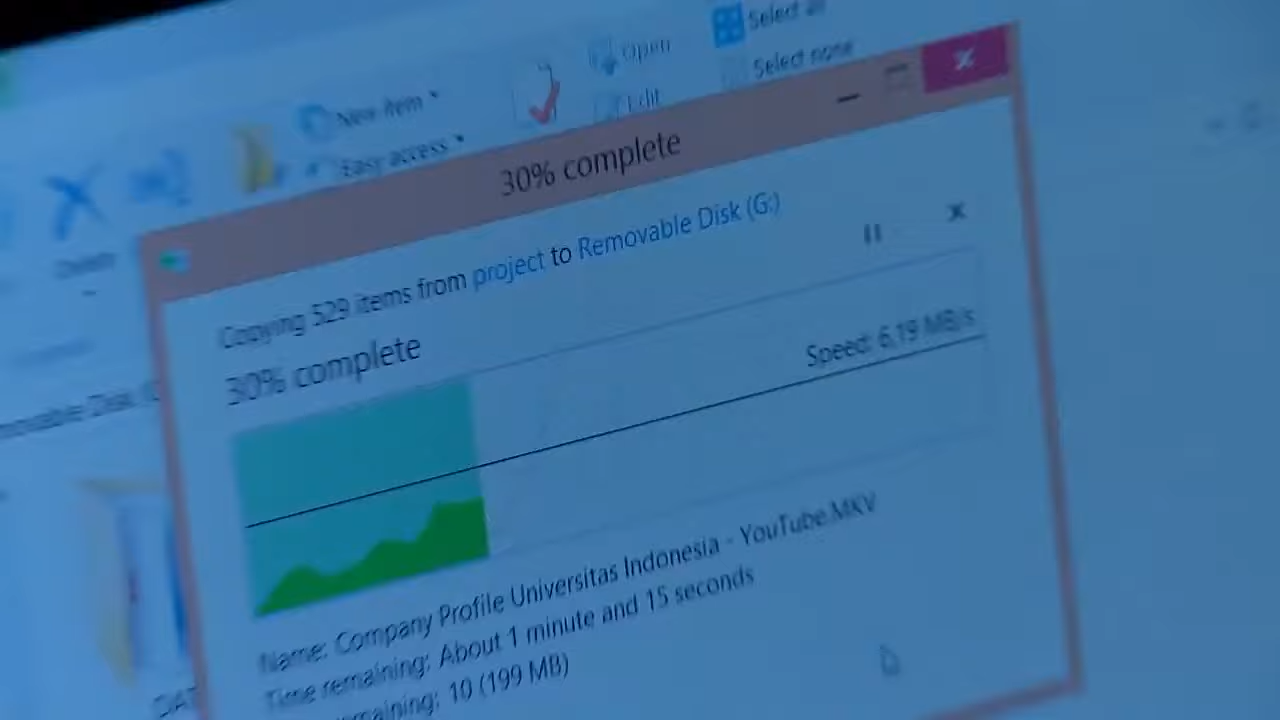 Select all
Open
Select none
New item
Edit
Easy access
30% complete
Copying 529 items from project to Removable Disk (G:)
30% complete
Speed: 6,19 MB/s
Name: Company Profile Universitas Indonesia - YouTube.MKV
Time remaining: About 1 minute and 15 seconds
remaining: 10 (199 MB)